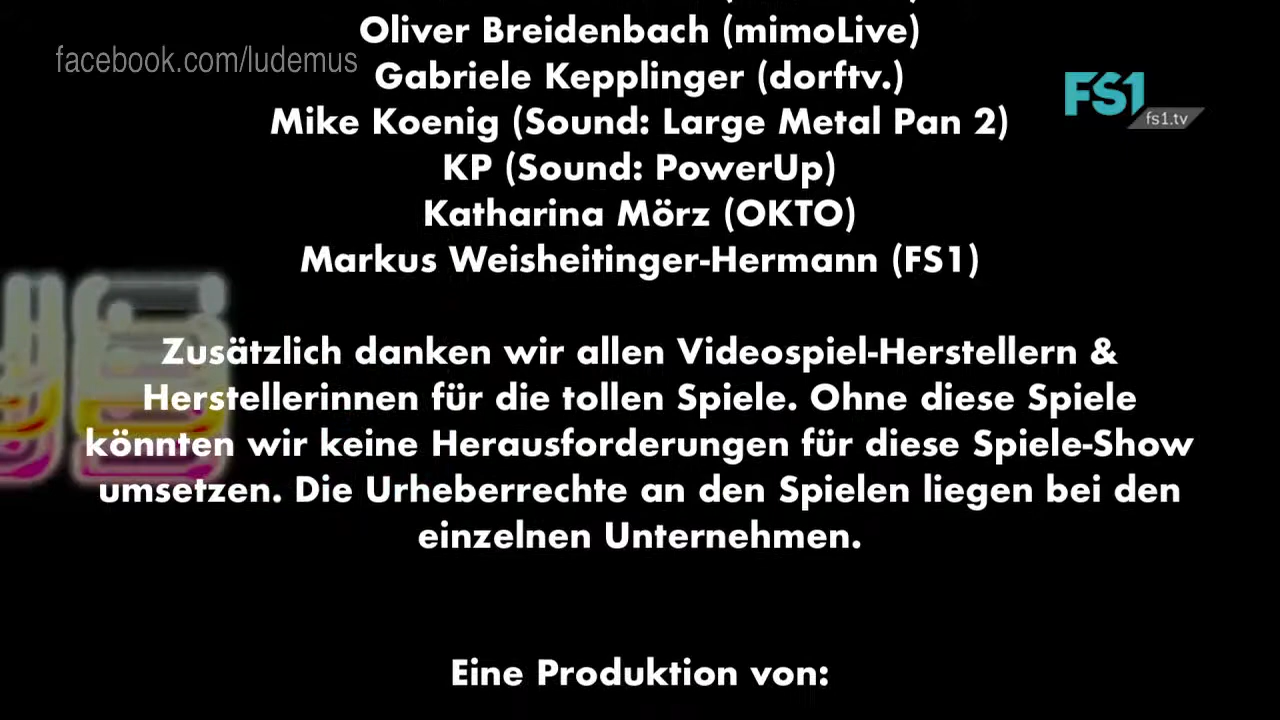 Oliver Breidenbach (mimoLive)
facebook.com/ludemus
Gabriele Kepplinger (dorftv.)
FS1
fs1.tv
Mike Koenig (Sound: Large Metal Pan 2)
KP (Sound: PowerUp)
Katharina Mörz (OKTO)
Markus Weisheitinger-Hermann (FS1)
Zusätzlich danken wir allen Videospiel-Herstellern &
Herstellerinnen für die tollen Spiele. Ohne diese Spiele
könnten wir keine Herausforderungen für diese Spiele-Show
umsetzen. Die Urheberrechte an den Spielen liegen bei den
einzelnen Unternehmen.
Eine Produktion von: